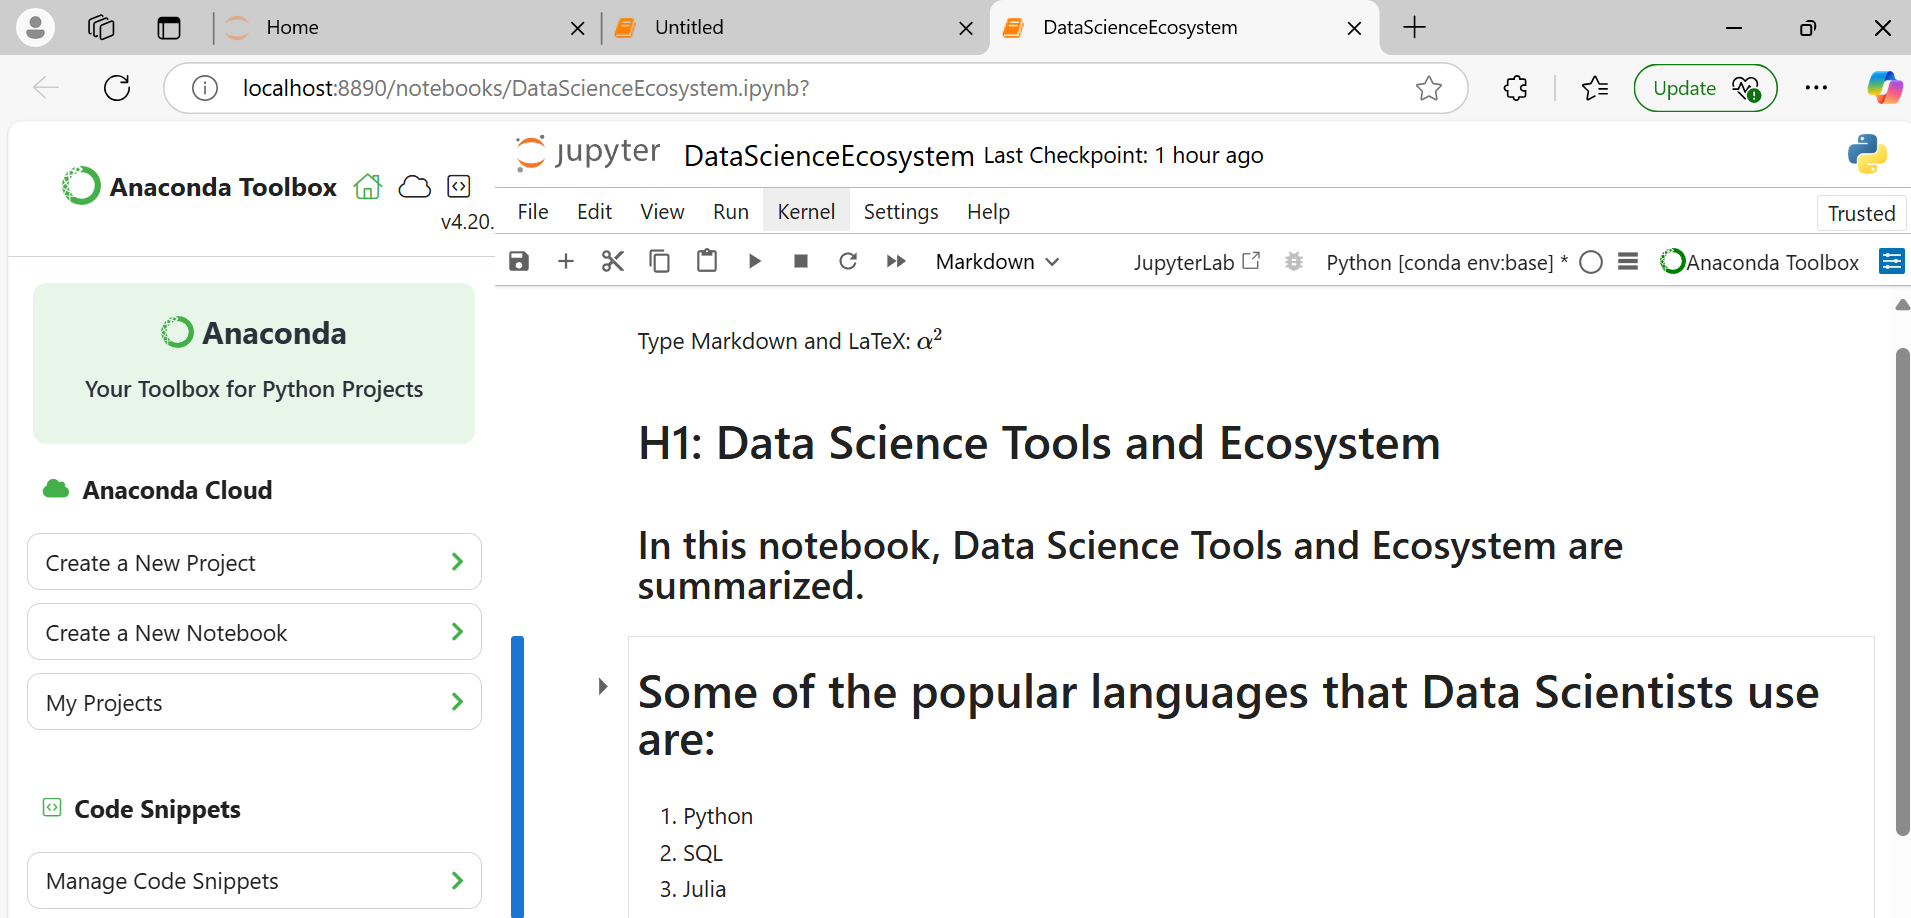 Home
Untitled
DataScienceEcosystem
localhost:8890/notebooks/DataScienceEcosystem.ipynb?
Update
Anaconda Toolbox
v4.20.
Anaconda
Your Toolbox for Python Projects
Anaconda Cloud
Create a New Project
Create a New Notebook
My Projects
Code Snippets
Manage Code Snippets
jupyter DataScienceEcosystem Last Checkpoint: 1 hour ago
File Edit View Run Kernel Settings Help
Trusted
Markdown JupyterLab Python [conda env:base] * Anaconda Toolbox
Type Markdown and LaTeX: α²
H1: Data Science Tools and Ecosystem
In this notebook, Data Science Tools and Ecosystem are
summarized.
Some of the popular languages that Data Scientists use
are:
1. Python
2. SQL
3. Julia